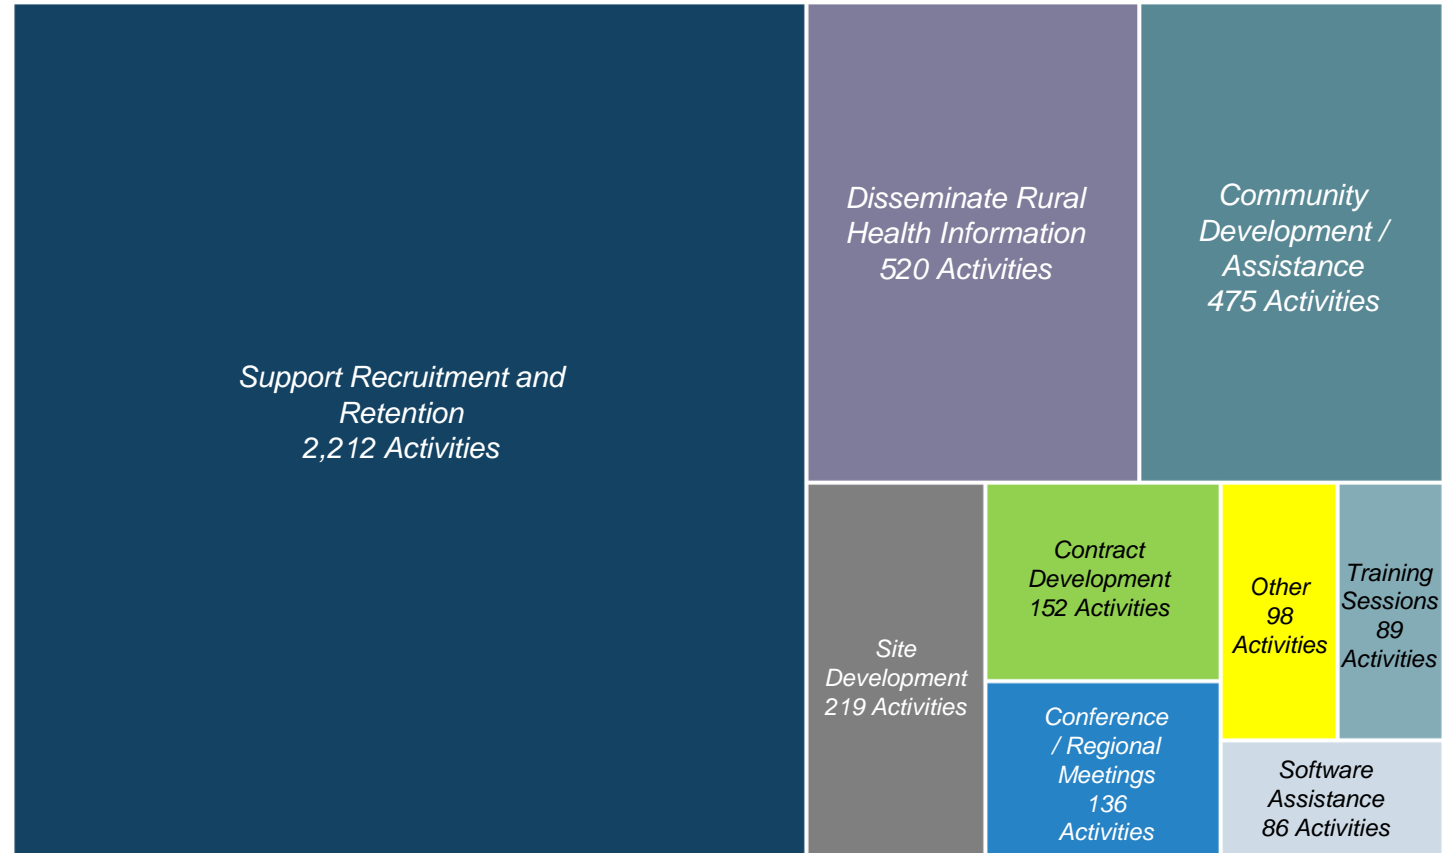 Support Recruitment and
Retention
2,212 Activities
Disseminate Rural
Health Information
520 Activities
Community
Development /
Assistance
475 Activities
Site
Development
219 Activities
Contract
Development
152 Activities
Conference
/ Regional
Meetings
136
Activities
Other
98
Activities
Training
Sessions
89
Activities
Software
Assistance
86 Activities